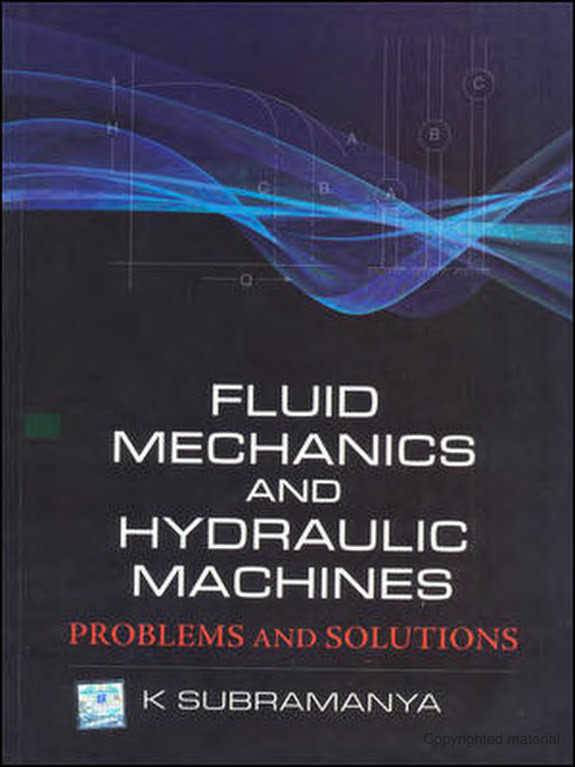 H
A
B
C
C
B
A
Q
FLUID
MECHANICS
AND
HYDRAULIC
MACHINES
PROBLEMS AND SOLUTIONS
K SUBRAMANYA
Copyrighted material